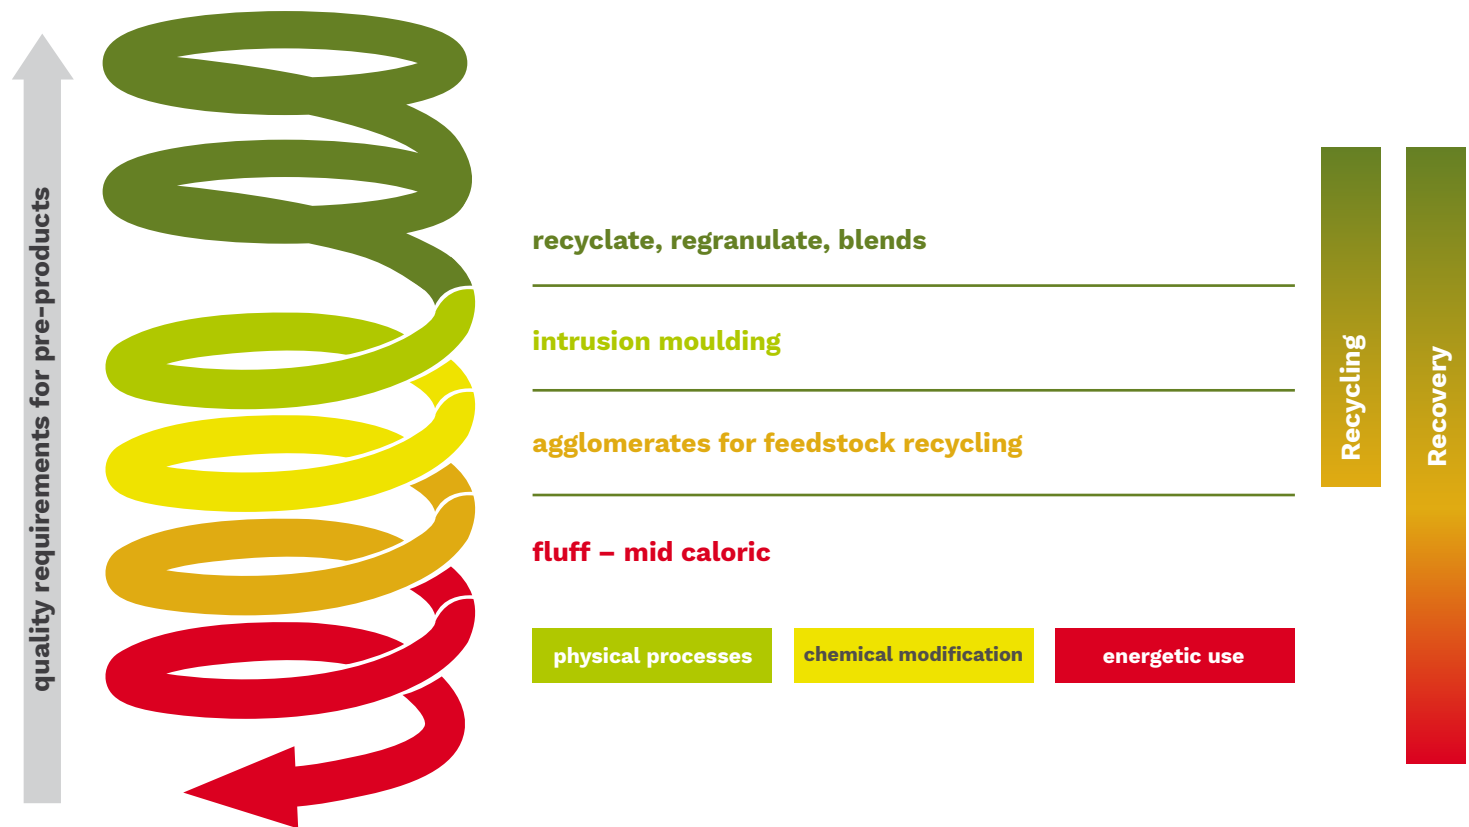 quality requirements for pre-products
recyclate, regranulate, blends
intrusion moulding
agglomerates for feedstock recycling
fluff – mid caloric
physical processes
chemical modification
energetic use
Recycling
Recovery